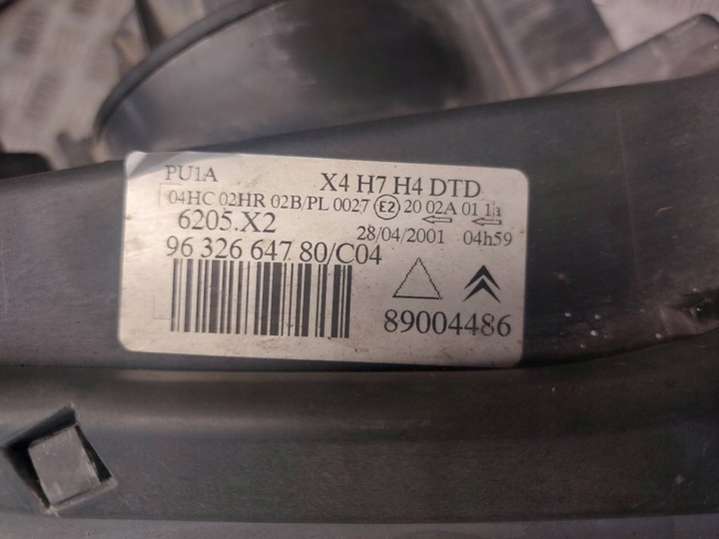 PU1A X4 H7 H4 DTD
04HC 02HR 02B/PL 0027 E2 20 02A 01 1a
6205.X2 28/04/2001 04h59
96 326 647 80/C04
89004486